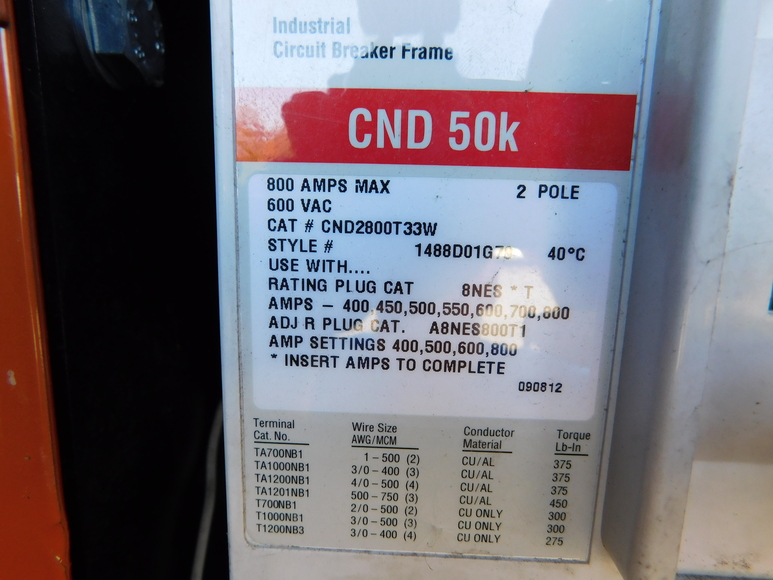 Industrial
Circuit Breaker Frame
CND 50k
800 AMPS MAX 2 POLE
600 VAC
CAT # CND2800T33W
STYLE # 40°C
USE WITH....
RATING PLUG CAT 8NES * T
AMPS – 400,450,500,550,600,700,800
ADJ R PLUG CAT. A8NES800T1
AMP SETTINGS 400,500,600,800
* INSERT AMPS TO COMPLETE
090812
Terminal Cat. No. Wire Size AWG/MCM Conductor Material Torque Lb-In
TA700NB1 1–500 (2) CU/AL 375
TA1000NB1 3/0–400 (3) CU/AL 375
TA1200NB1 4/0–500 (4) CU/AL 375
TA1201NB1 500–750 (3) CU/AL 450
T700NB1 2/0–500 (2) CU ONLY 300
T1000NB1 3/0–500 (3) CU ONLY 300
T1200NB3 3/0–400 (4) CU ONLY 275